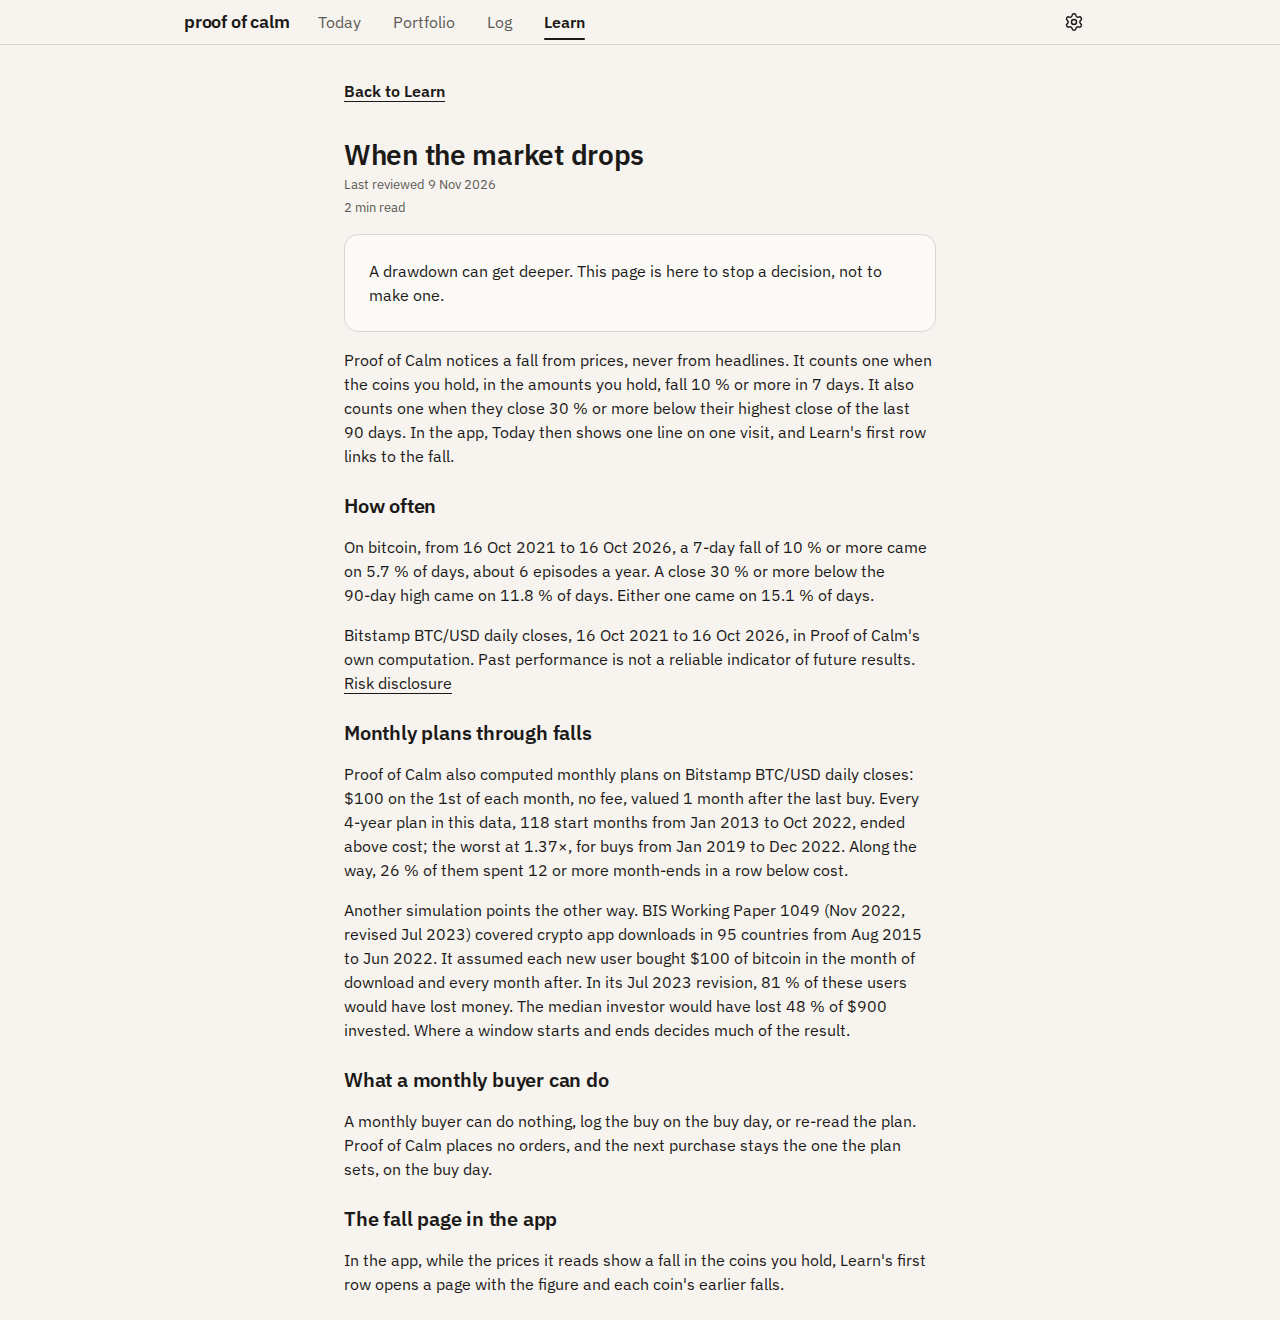 proof of calm Today Portfolio Log Learn
Back to Learn
When the market drops
Last reviewed 9 Nov 2026
2 min read
A drawdown can get deeper. This page is here to stop a decision, not to
make one.
Proof of Calm notices a fall from prices, never from headlines. It counts one when
the coins you hold, in the amounts you hold, fall 10 % or more in 7 days. It also
counts one when they close 30 % or more below their highest close of the last
90 days. In the app, Today then shows one line on one visit, and Learn's first row
links to the fall.
How often
On bitcoin, from 16 Oct 2021 to 16 Oct 2026, a 7-day fall of 10 % or more came
on 5.7 % of days, about 6 episodes a year. A close 30 % or more below the
90-day high came on 11.8 % of days. Either one came on 15.1 % of days.
Bitstamp BTC/USD daily closes, 16 Oct 2021 to 16 Oct 2026, in Proof of Calm's
own computation. Past performance is not a reliable indicator of future results.
Risk disclosure
Monthly plans through falls
Proof of Calm also computed monthly plans on Bitstamp BTC/USD daily closes:
$100 on the 1st of each month, no fee, valued 1 month after the last buy. Every
4-year plan in this data, 118 start months from Jan 2013 to Oct 2022, ended
above cost; the worst at 1.37×, for buys from Jan 2019 to Dec 2022. Along the
way, 26 % of them spent 12 or more month-ends in a row below cost.
Another simulation points the other way. BIS Working Paper 1049 (Nov 2022,
revised Jul 2023) covered crypto app downloads in 95 countries from Aug 2015
to Jun 2022. It assumed each new user bought $100 of bitcoin in the month of
download and every month after. In its Jul 2023 revision, 81 % of these users
would have lost money. The median investor would have lost 48 % of $900
invested. Where a window starts and ends decides much of the result.
What a monthly buyer can do
A monthly buyer can do nothing, log the buy on the buy day, or re-read the plan.
Proof of Calm places no orders, and the next purchase stays the one the plan
sets, on the buy day.
The fall page in the app
In the app, while the prices it reads show a fall in the coins you hold, Learn's first
row opens a page with the figure and each coin's earlier falls.